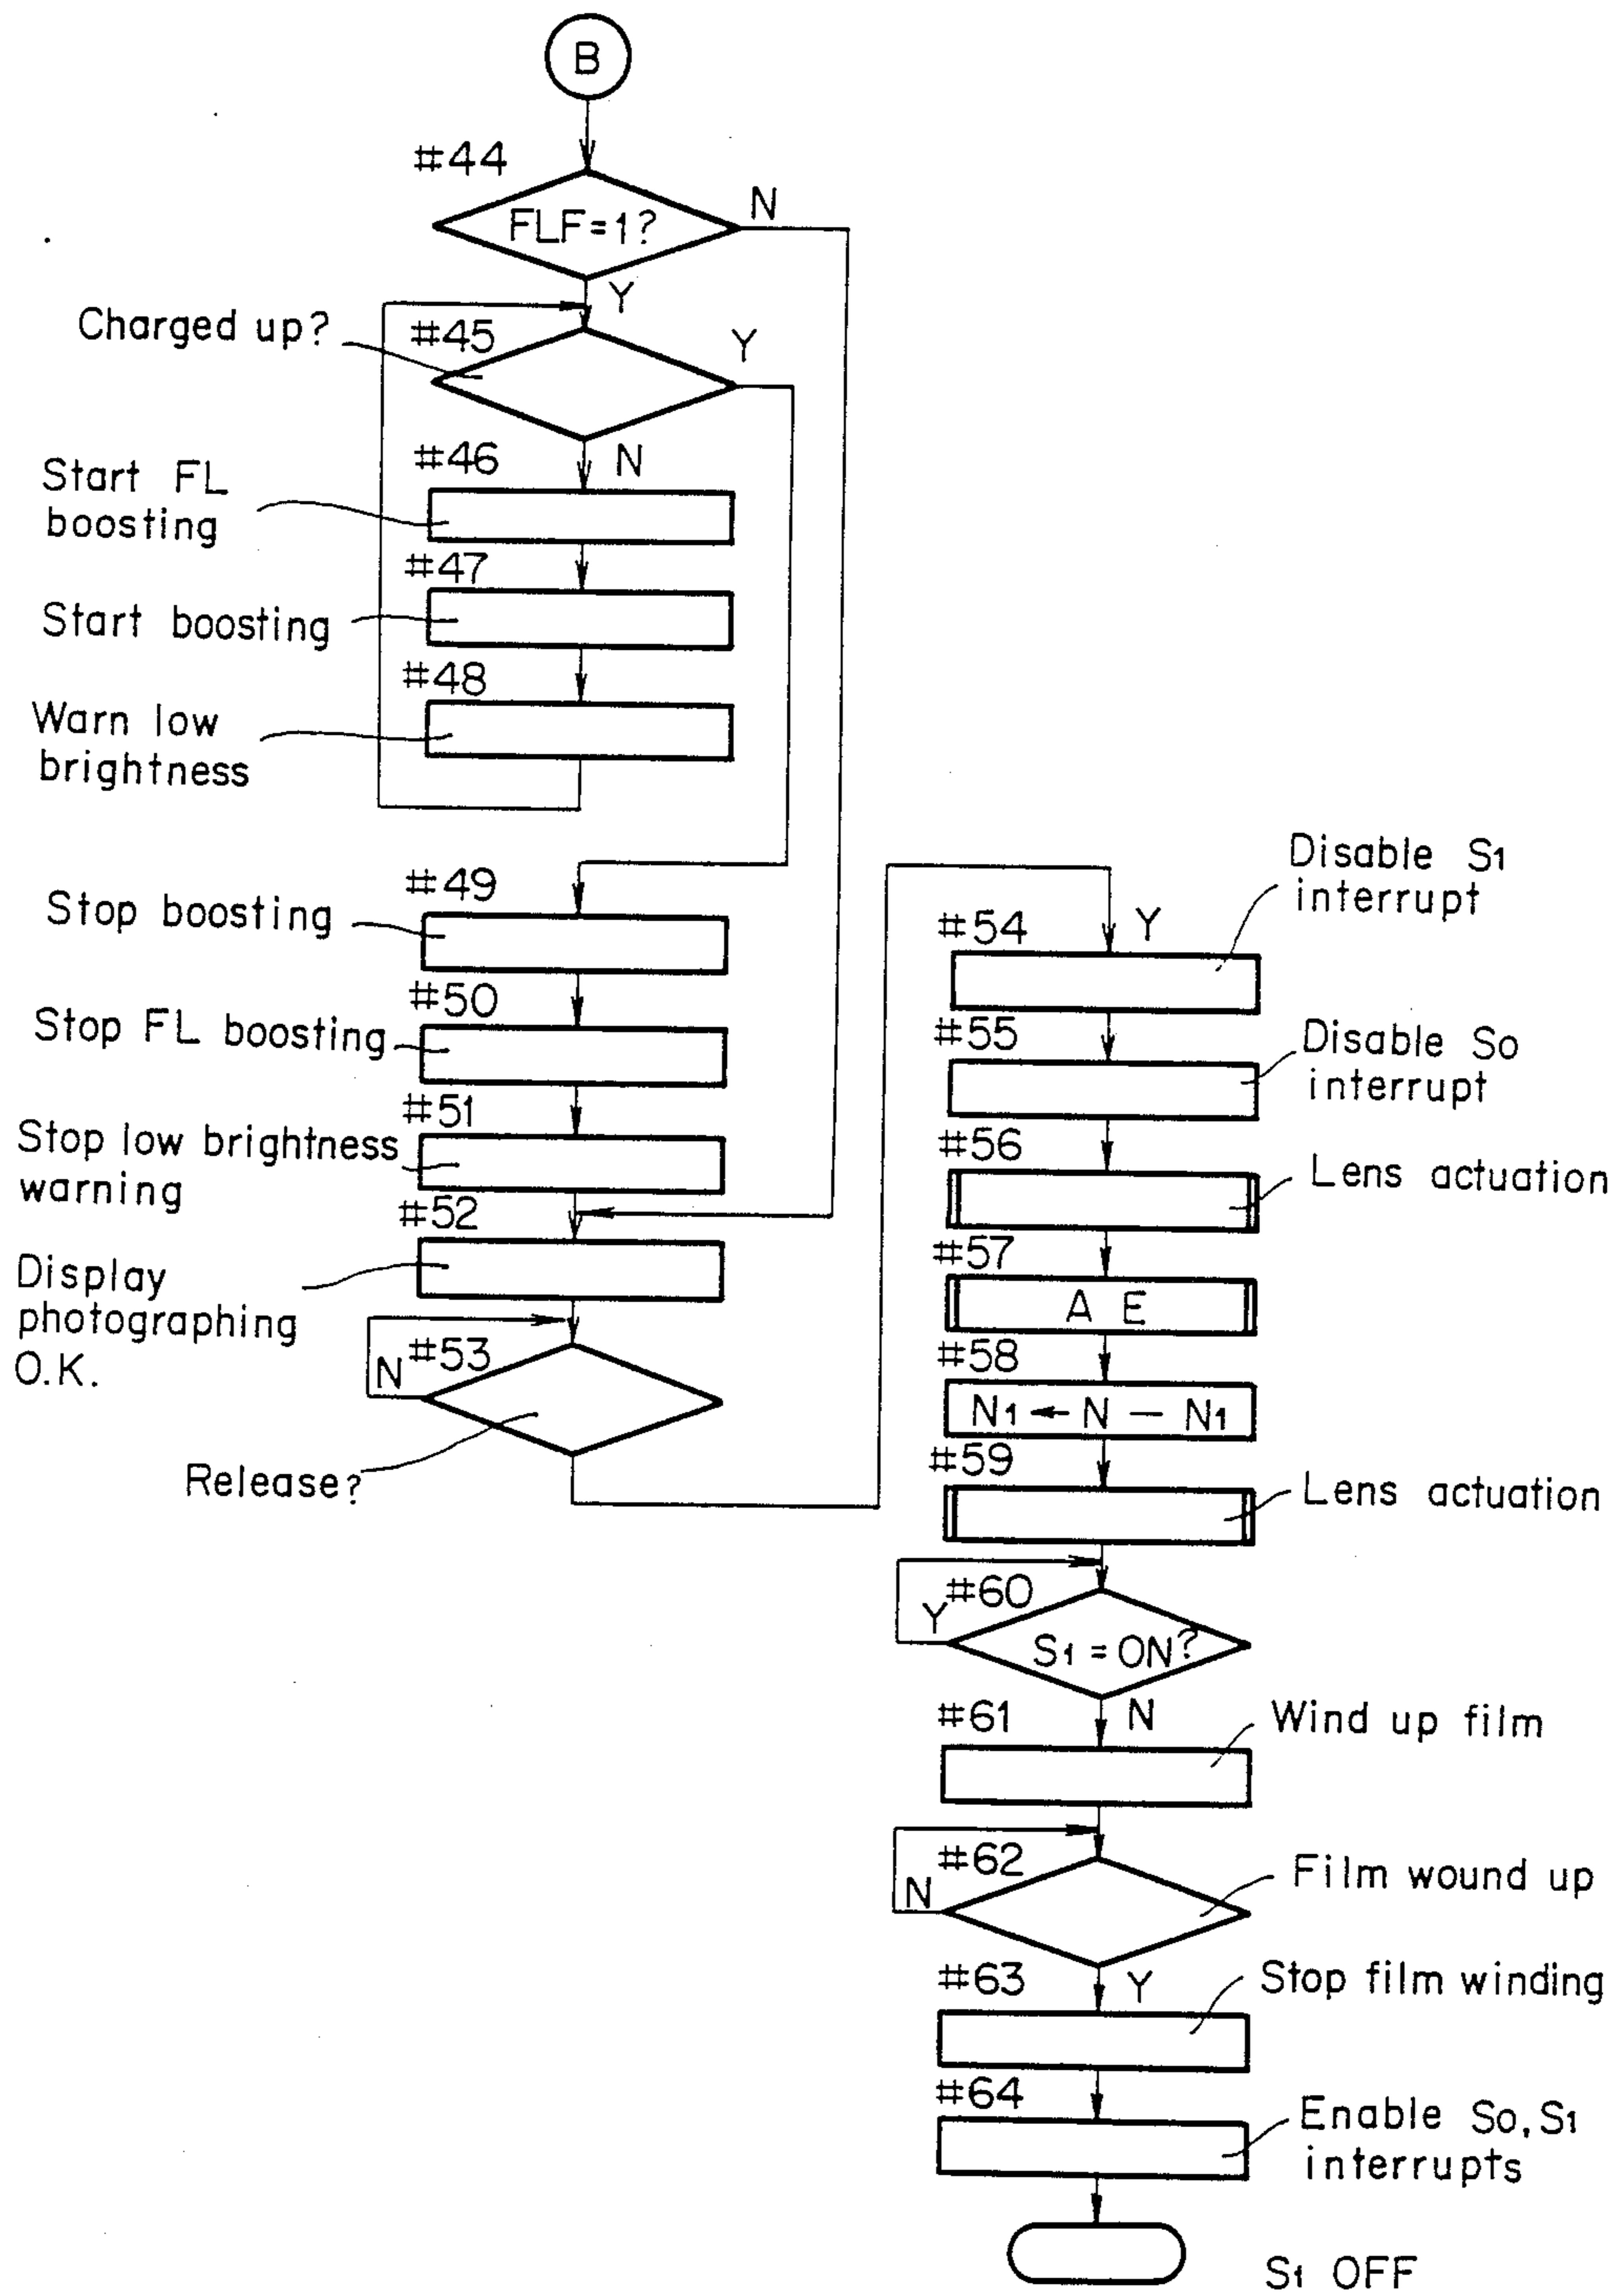 B
#44
FLF=1?
N
Y
Charged up?
#45
Y
N
#46
Start FL
boosting
#47
Start boosting
#48
Warn low
brightness
#49
Stop boosting
#50
Stop FL boosting
#51
Stop low brightness
warning
#52
Display
photographing
O.K.
#53
N
Release?
Disable S1
interrupt
#54
Y
#55
Disable So
interrupt
#56
Lens actuation
#57
A E
#58
N1 ← N − N1
#59
Lens actuation
#60
Y
S1 = ON?
N
#61
Wind up film
#62
N
Film wound up
#63
Y
Stop film winding
#64
Enable So, S1
interrupts
S1 OFF